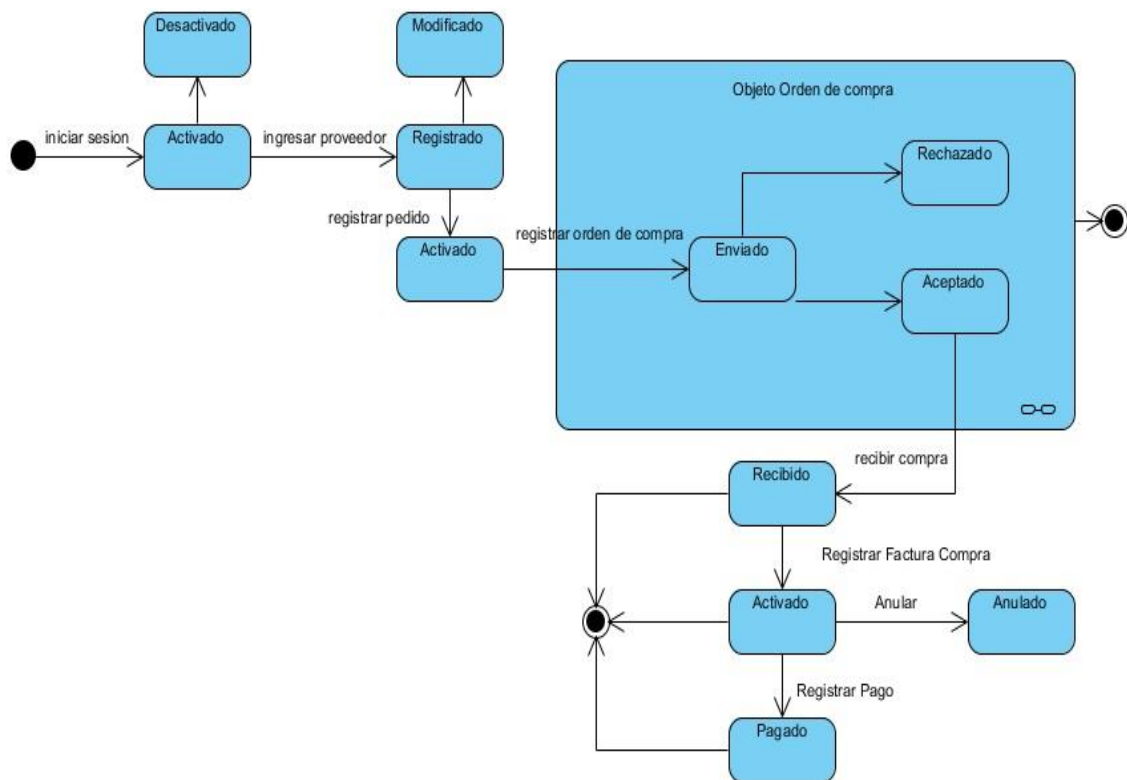 Desactivado
Modificado
Objeto Orden de compra
iniciar sesion
Activado
ingresar proveedor
Registrado
Rechazado
registrar pedido
Activado
registrar orden de compra
Enviado
Aceptado
recibir compra
Recibido
Registrar Factura Compra
Activado
Anular
Anulado
Registrar Pago
Pagado